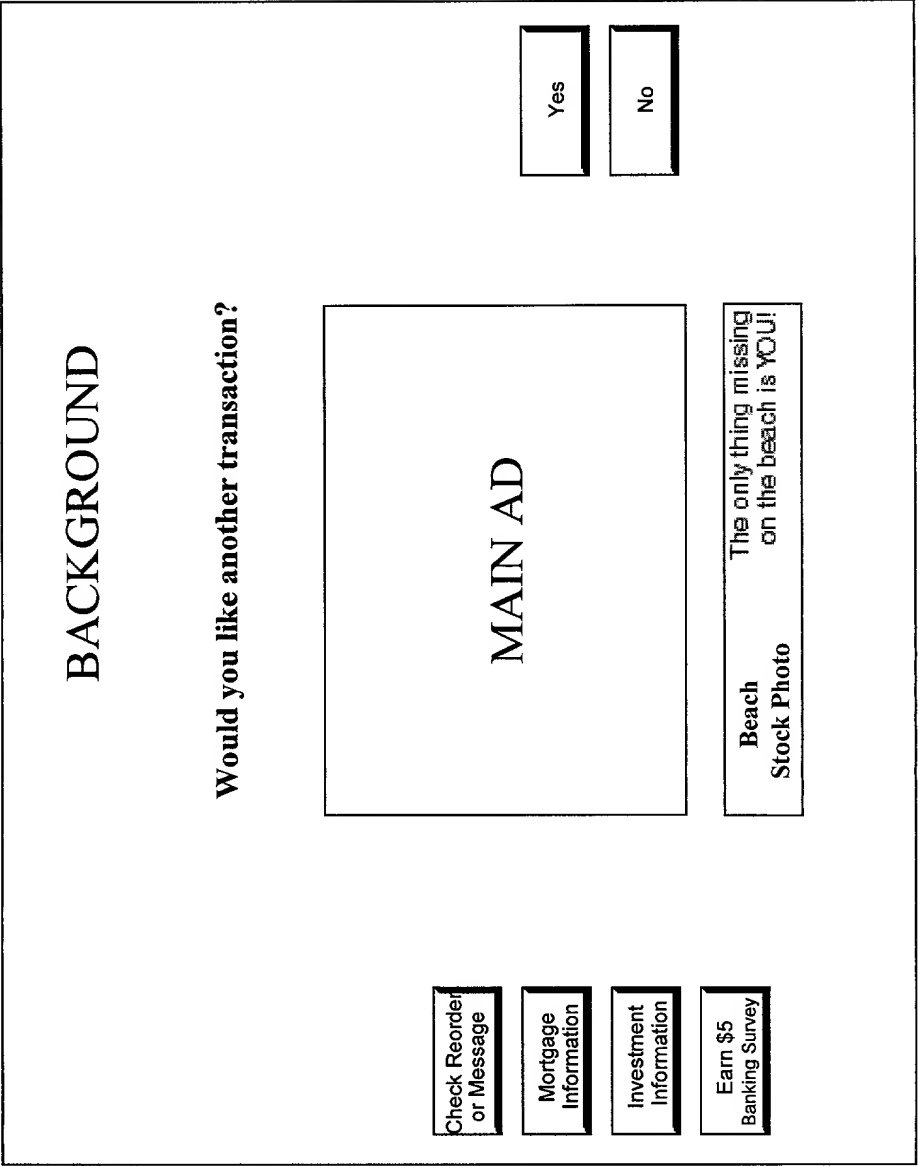 BACKGROUND
Would you like another transaction?
MAIN AD
Check Reorder
or Message
Mortgage
Information
Investment
Information
Earn $5
Banking Survey
Yes
No
Beach
Stock Photo
The only thing missing
on the beach is YOU!